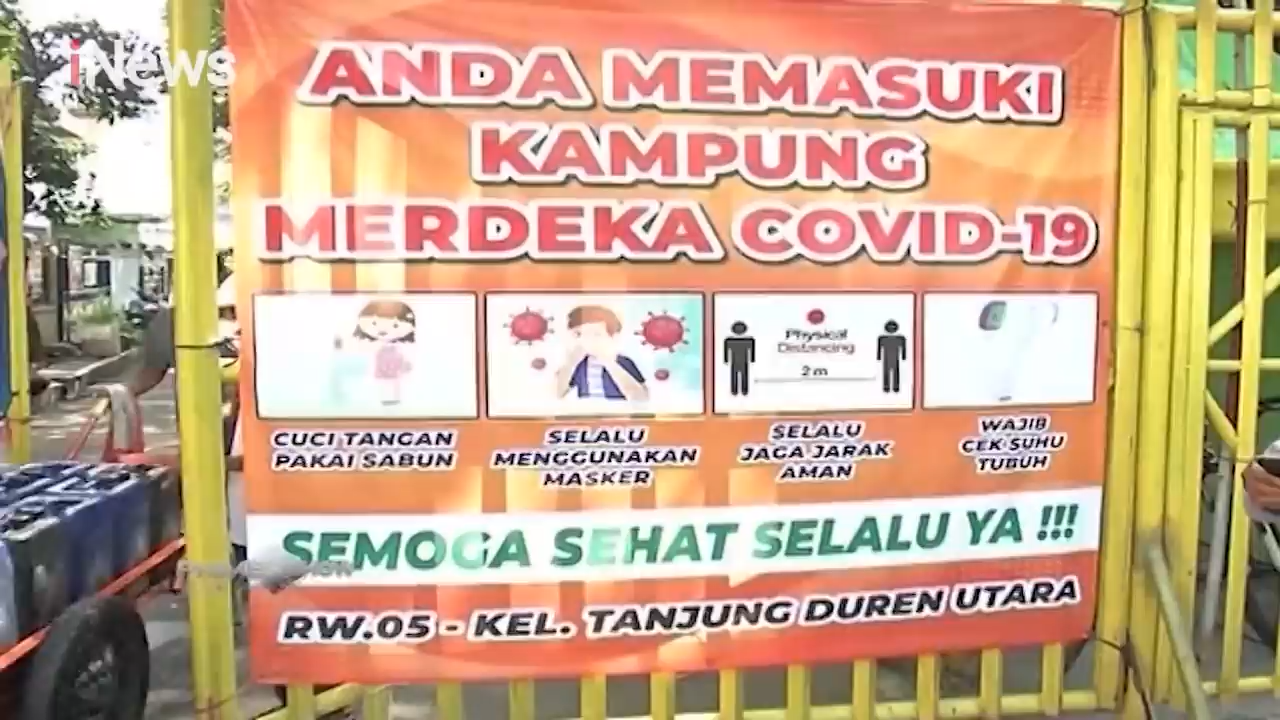 iNews
ANDA MEMASUKI
KAMPUNG
MERDEKA COVID-19
Physical
Distancing
2 m
CUCI TANGAN
PAKAI SABUN
SELALU
MENGGUNAKAN
MASKER
SELALU
JAGA JARAK
AMAN
WAJIB
CEK SUHU
TUBUH
SEMOGA SEHAT SELALU YA !!!
RW.05 - KEL. TANJUNG DUREN UTARA